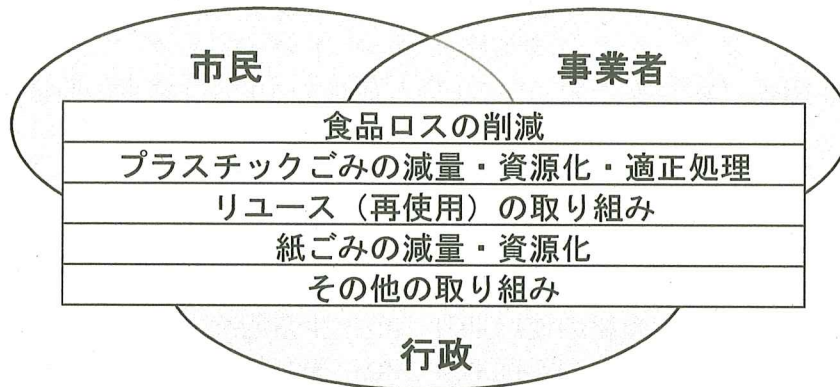 市民
事業者
食品ロスの削減
プラスチックごみの減量・資源化・適正処理
リユース（再使用）の取り組み
紙ごみの減量・資源化
その他の取り組み
行政